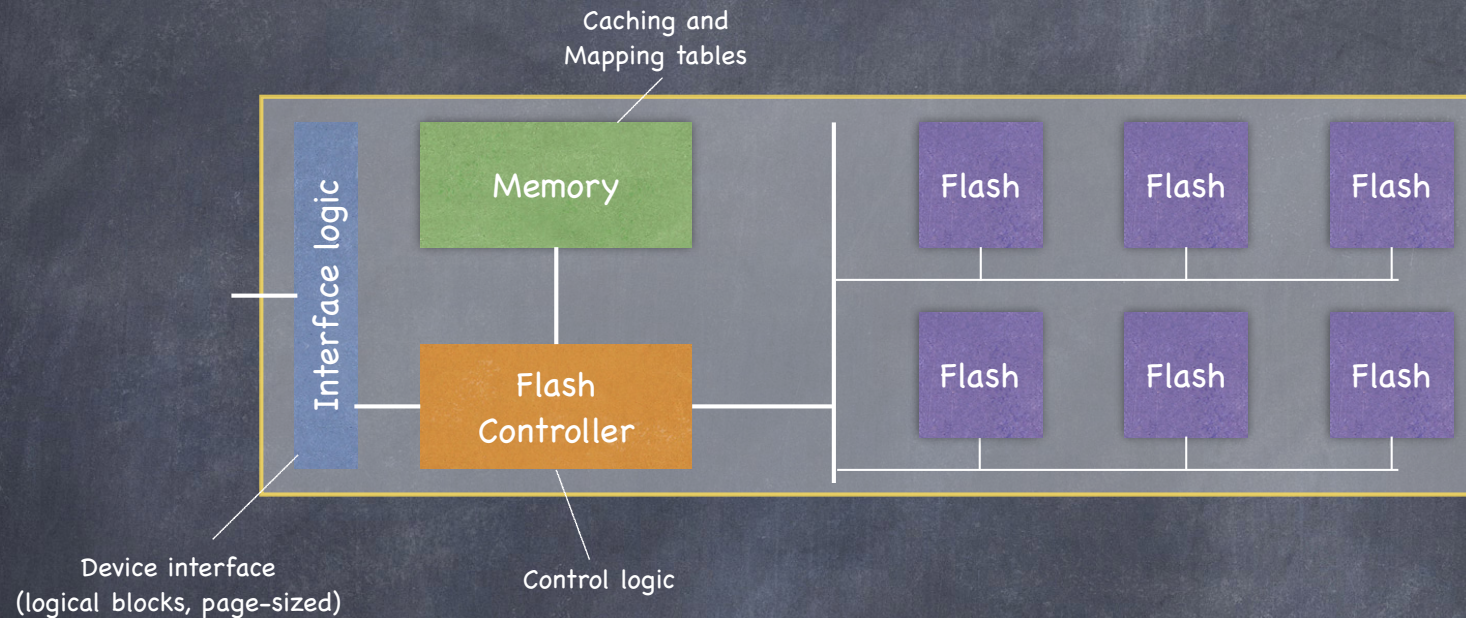 Caching and
Mapping tables
Interface logic
Memory
Flash
Flash
Flash
Flash
Controller
Flash
Flash
Flash
Device interface
(logical blocks, page-sized)
Control logic